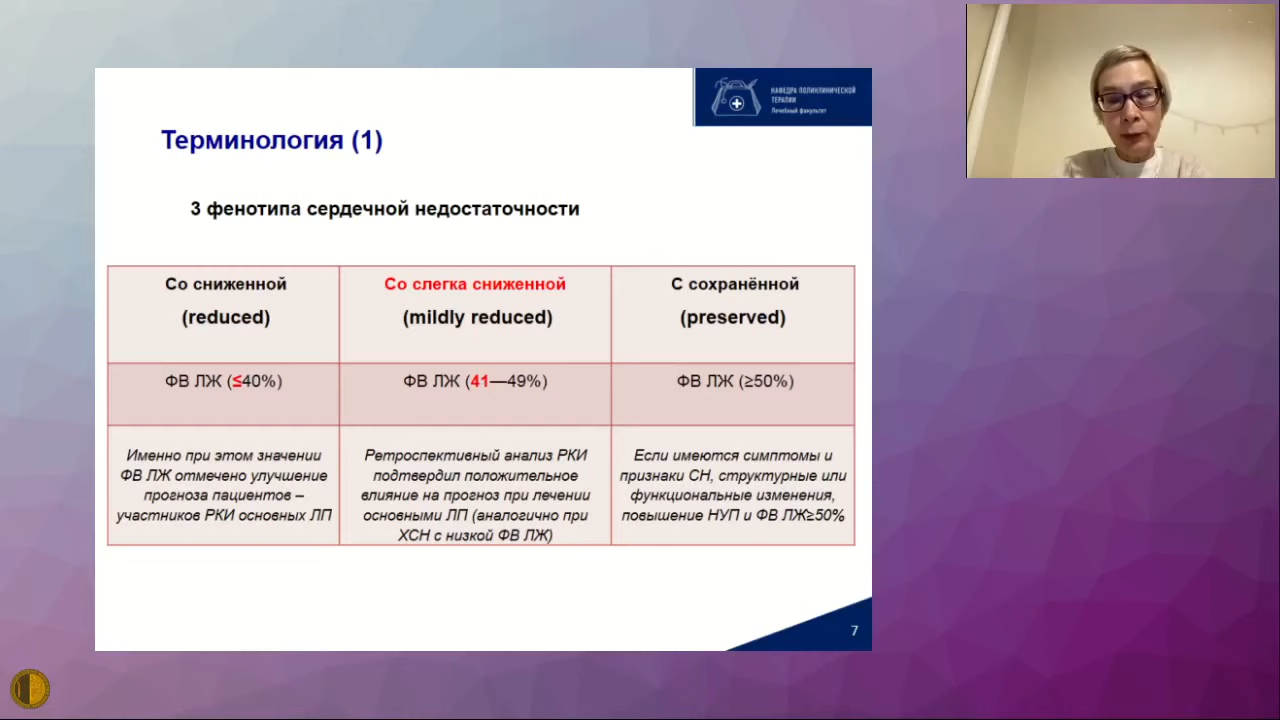 КАФЕДРА ПОЛИКЛИНИЧЕСКОЙ
ТЕРАПИИ
Лечебный факультет
Терминология (1)
3 фенотипа сердечной недостаточности
Со сниженной
(reduced)
Со слегка сниженной
(mildly reduced)
С сохранённой
(preserved)
ФВ ЛЖ (≤40%)
ФВ ЛЖ (41—49%)
ФВ ЛЖ (≥50%)
Именно при этом значении
ФВ ЛЖ отмечено улучшение
прогноза пациентов –
участников РКИ основных ЛП
Ретроспективный анализ РКИ
подтвердил положительное
влияние на прогноз при лечении
основными ЛП (аналогично при
ХСН с низкой ФВ ЛЖ)
Если имеются симптомы и
признаки СН, структурные или
функциональные изменения,
повышение НУП и ФВ ЛЖ≥50%
7